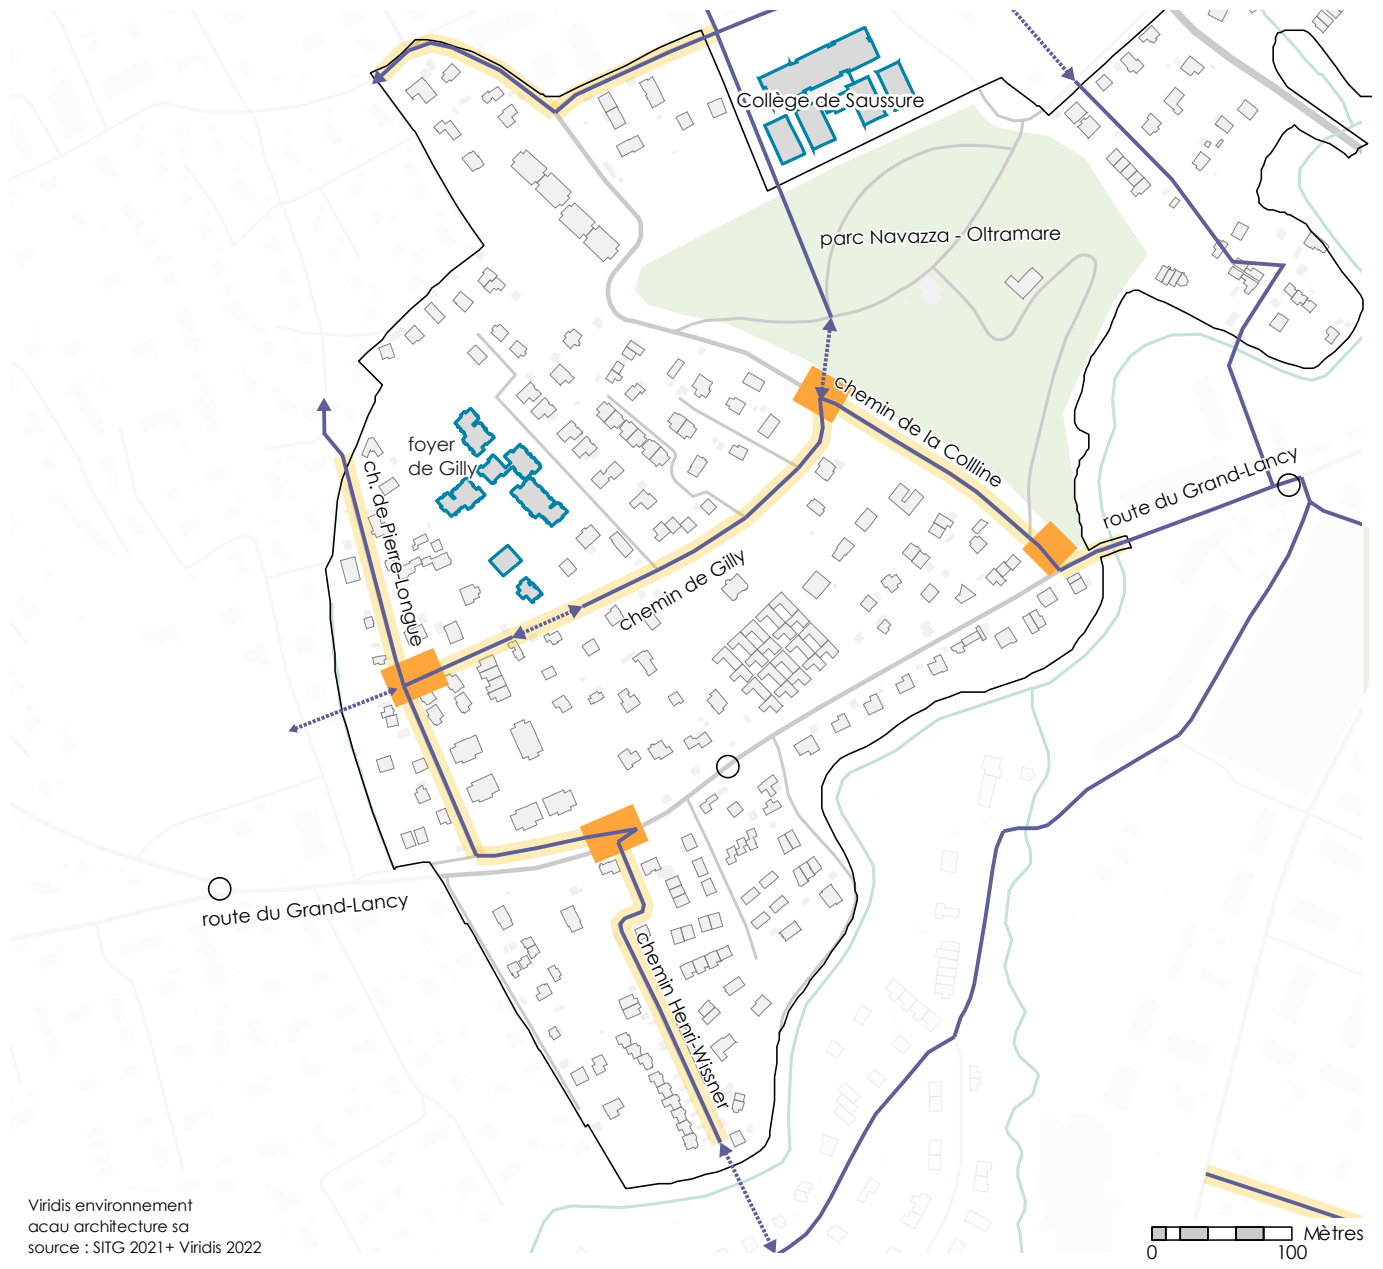 Collège de Saussure
parc Navazza - Oltramare
chemin de la Collline
foyer
de Gilly
ch. de Pierre-Longue
route du Grand-Lancy
chemin de Gilly
route du Grand-Lancy
chemin Henri-Wissner
Viridis environnement
acau architecture sa
source : SITG 2021+ Viridis 2022
Mètres
0 100